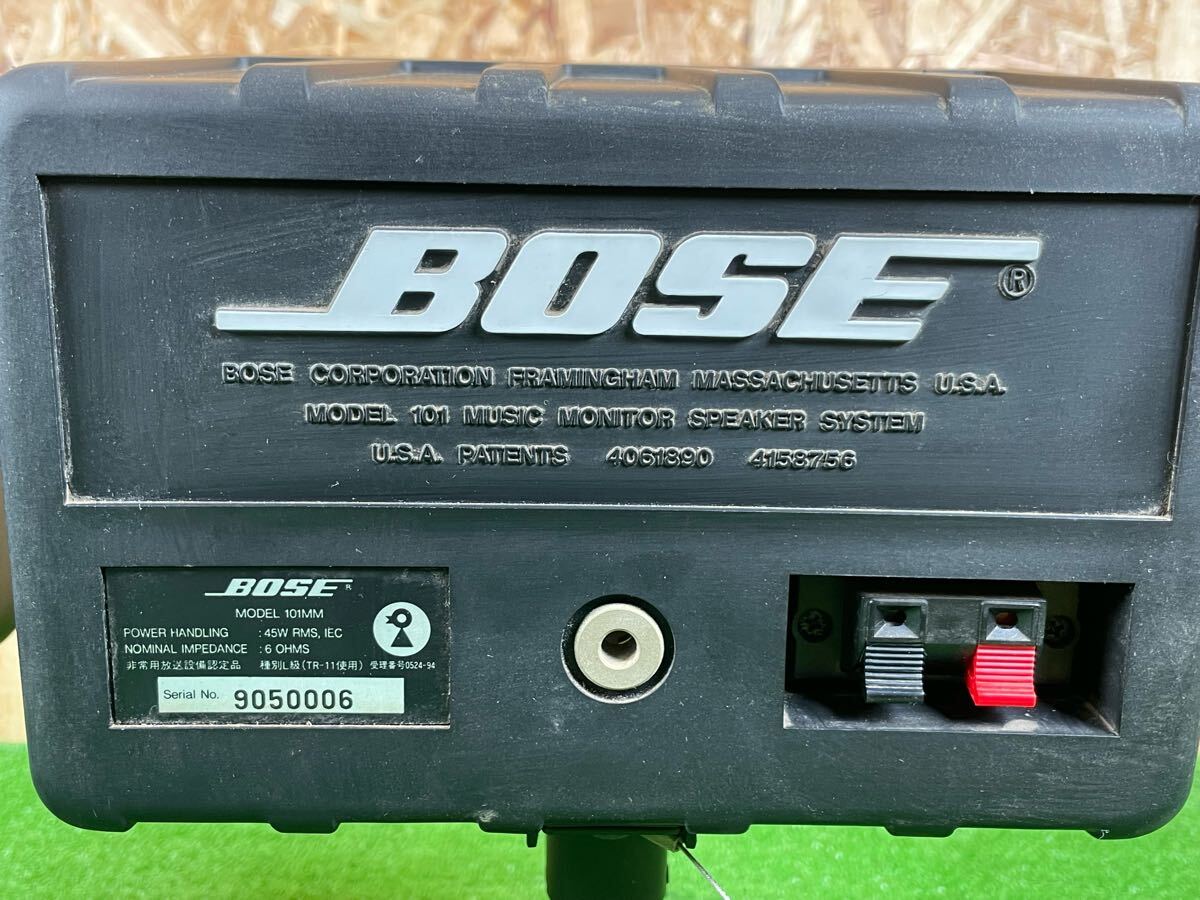 BOSE®
BOSE CORPORATION FRAMINGHAM MASSACHUSETTS U.S.A.
MODEL 101 MUSIC MONITOR SPEAKER SYSTEM
U.S.A. PATENTS 4061890 4158756
BOSE®
MODEL 101MM
POWER HANDLING : 45W RMS, IEC
NOMINAL IMPEDANCE : 6 OHMS
非常用放送設備認定品 種別L級(TR-11使用) 受理番号0524-94
Serial No. 9050006